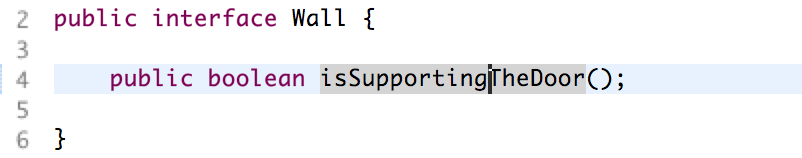 2 public interface Wall {
3
4     public boolean isSupportingTheDoor();
5
6 }